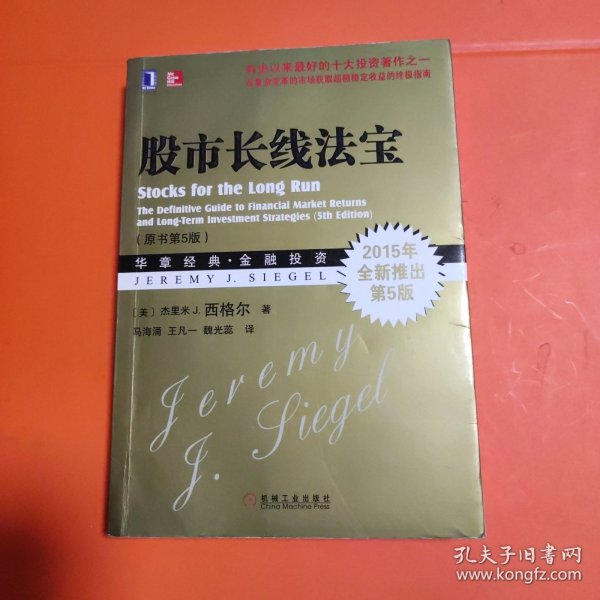 Mc
Graw
Hill
Education
有史以来最好的十大投资著作之一
股市长线法宝
Stocks for the Long Run
The Definitive Guide to Financial Market Returns
and Long-Term Investment Strategies (5th Edition)
（原书第5版）
华章经典·金融投资
JEREMY J. SIEGEL
2015年
全新推出
第5版
［美］ 杰里米 J. 西格尔 著
冯海涌 王凡一 魏光蕊 译
Jeremy
J. Siegel
机械工业出版社
China Machine Press
孔夫子旧书网
www.kongfz.com